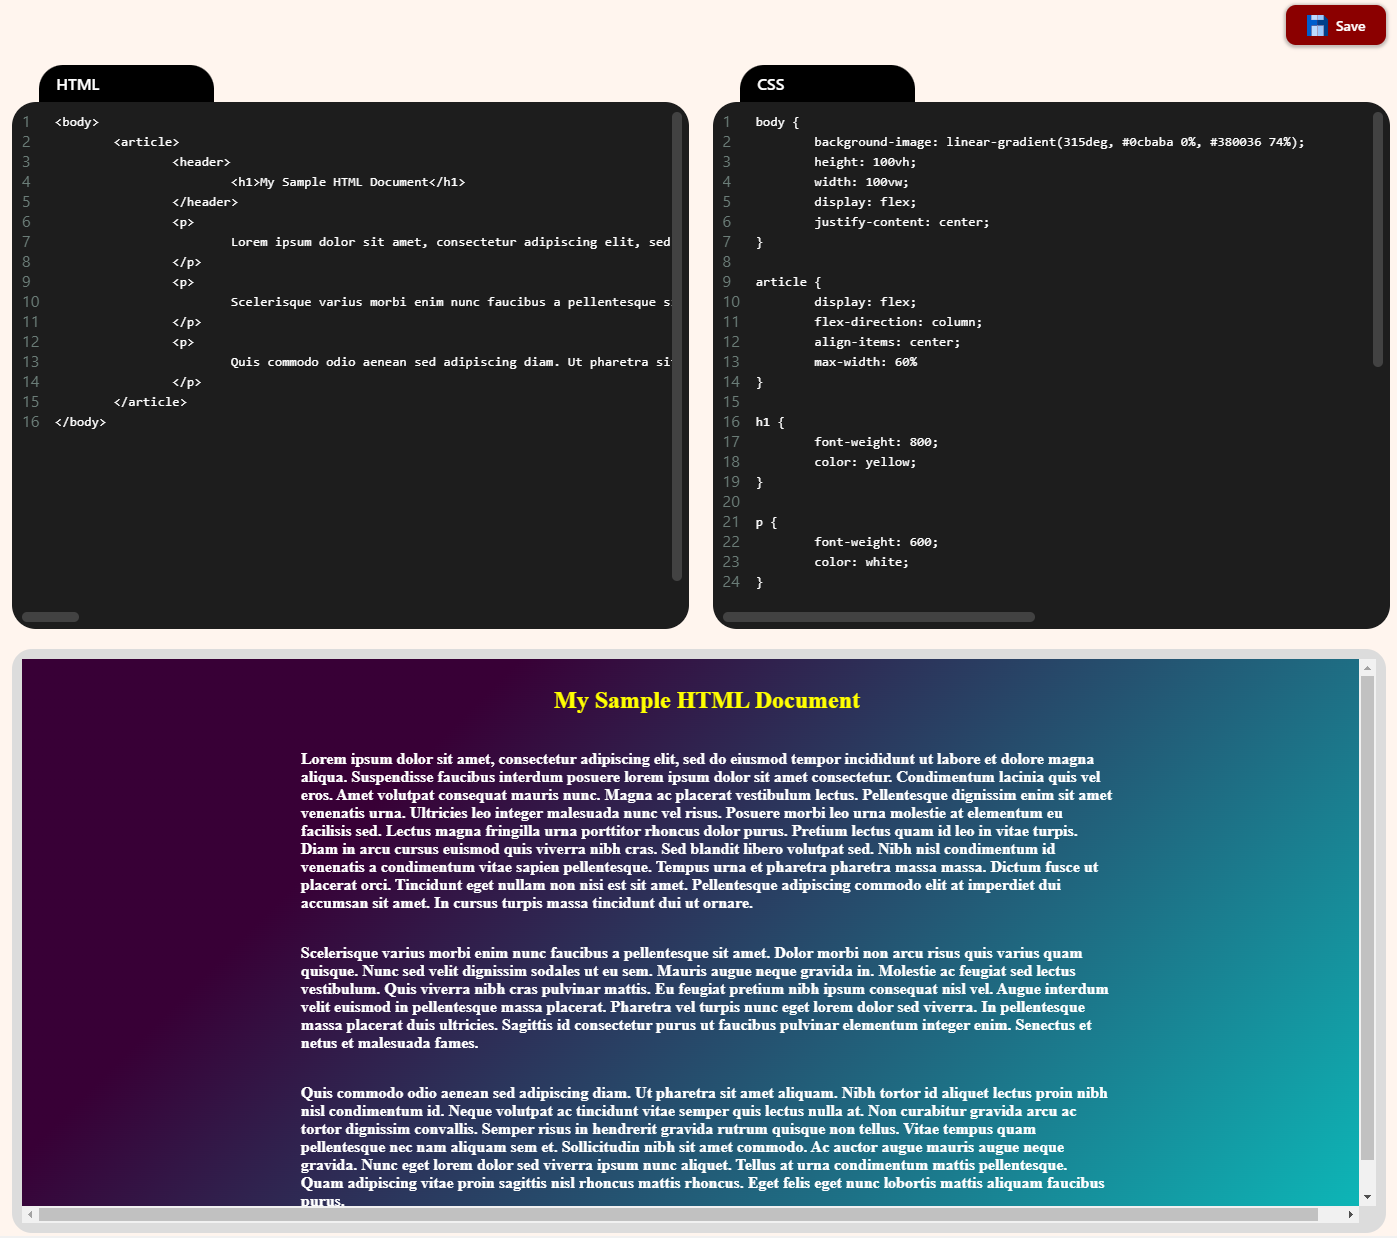 Save
HTML
1 <body>
2 <article>
3 <header>
4 <h1>My Sample HTML Document</h1>
5 </header>
6 <p>
7 Lorem ipsum dolor sit amet, consectetur adipiscing elit, sed
8 </p>
9 <p>
10 Scelerisque varius morbi enim nunc faucibus a pellentesque s
11 </p>
12 <p>
13 Quis commodo odio aenean sed adipiscing diam. Ut pharetra sit
14 </p>
15 </article>
16 </body>
CSS
1 body {
2 background-image: linear-gradient(315deg, #0cbaba 0%, #380036 74%);
3 height: 100vh;
4 width: 100vw;
5 display: flex;
6 justify-content: center;
7 }
8
9 article {
10 display: flex;
11 flex-direction: column;
12 align-items: center;
13 max-width: 60%
14 }
15
16 h1 {
17 font-weight: 800;
18 color: yellow;
19 }
20
21 p {
22 font-weight: 600;
23 color: white;
24 }
My Sample HTML Document
Lorem ipsum dolor sit amet, consectetur adipiscing elit, sed do eiusmod tempor incididunt ut labore et dolore magna
aliqua. Suspendisse faucibus interdum posuere lorem ipsum dolor sit amet consectetur. Condimentum lacinia quis vel
eros. Amet volutpat consequat mauris nunc. Magna ac placerat vestibulum lectus. Pellentesque dignissim enim sit amet
venenatis urna. Ultricies leo integer malesuada nunc vel risus. Posuere morbi leo urna molestie at elementum eu
facilisis sed. Lectus magna fringilla urna porttitor rhoncus dolor purus. Pretium lectus quam id leo in vitae turpis.
Diam in arcu cursus euismod quis viverra nibh cras. Sed blandit libero volutpat sed. Nibh nisl condimentum id
venenatis a condimentum vitae sapien pellentesque. Tempus urna et pharetra pharetra massa massa. Dictum fusce ut
placerat orci. Tincidunt eget nullam non nisi est sit amet. Pellentesque adipiscing commodo elit at imperdiet dui
accumsan sit amet. In cursus turpis massa tincidunt dui ut ornare.
Scelerisque varius morbi enim nunc faucibus a pellentesque sit amet. Dolor morbi non arcu risus quis varius quam
quisque. Nunc sed velit dignissim sodales ut eu sem. Mauris augue neque gravida in. Molestie ac feugiat sed lectus
vestibulum. Quis viverra nibh cras pulvinar mattis. Eu feugiat pretium nibh ipsum consequat nisl vel. Augue interdum
velit euismod in pellentesque massa placerat. Pharetra vel turpis nunc eget lorem dolor sed viverra. In pellentesque
massa placerat duis ultricies. Sagittis id consectetur purus ut faucibus pulvinar elementum integer enim. Senectus et
netus et malesuada fames.
Quis commodo odio aenean sed adipiscing diam. Ut pharetra sit amet aliquam. Nibh tortor id aliquet lectus proin nibh
nisl condimentum id. Neque volutpat ac tincidunt vitae semper quis lectus nulla at. Non curabitur gravida arcu ac
tortor dignissim convallis. Semper risus in hendrerit gravida rutrum quisque non tellus. Vitae tempus quam
pellentesque nec nam aliquam sem et. Sollicitudin nibh sit amet commodo. Ac auctor augue mauris augue neque
gravida. Nunc eget lorem dolor sed viverra ipsum nunc aliquet. Tellus at urna condimentum mattis pellentesque.
Quam adipiscing vitae proin sagittis nisl rhoncus mattis rhoncus. Eget felis eget nunc lobortis mattis aliquam faucibus
purus.